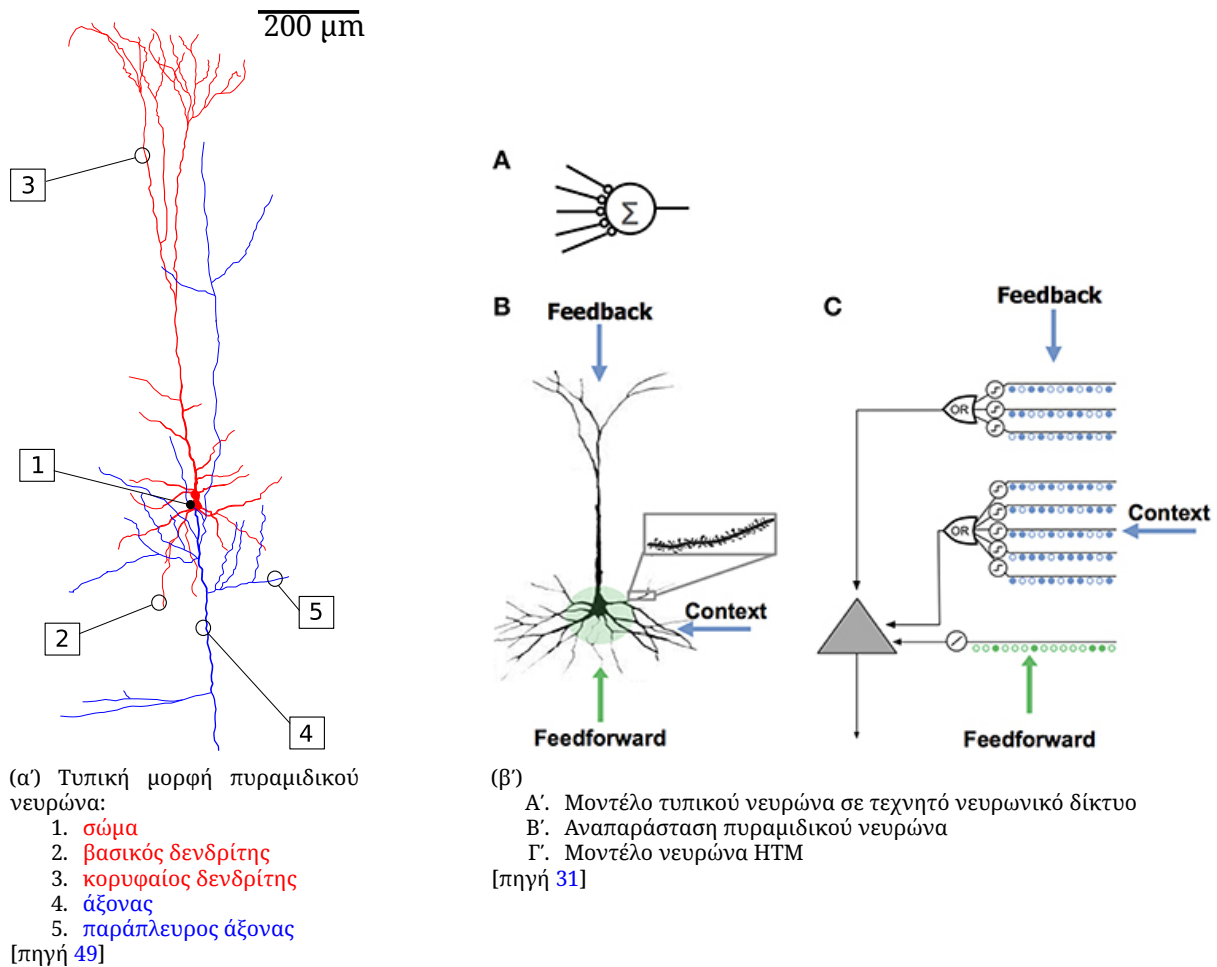 200 μm
3
1
2
5
4
(α′) Τυπική μορφή πυραμιδικού
νευρώνα:
1. σώμα
2. βασικός δενδρίτης
3. κορυφαίος δενδρίτης
4. άξονας
5. παράπλευρος άξονας
[πηγή 49]
A
Σ
B
Feedback
Context
Feedforward
C
Feedback
OR
OR
Context
Feedforward
(β′)
Α′. Μοντέλο τυπικού νευρώνα σε τεχνητό νευρωνικό δίκτυο
Β′. Αναπαράσταση πυραμιδικού νευρώνα
Γ′. Μοντέλο νευρώνα HTM
[πηγή 31]